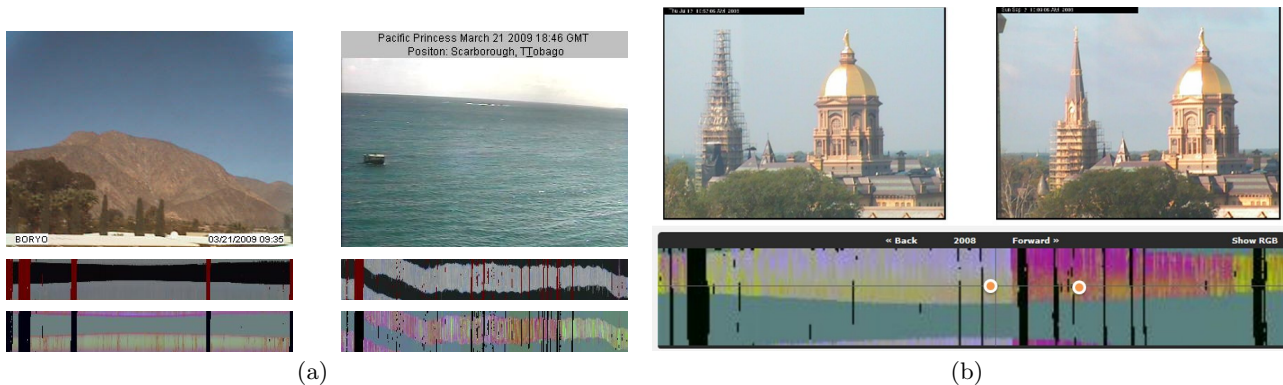 Pacific Princess March 21 2009 18:46 GMT
Positon: Scarborough, TTobago
BORYO 03/21/2009 09:35
(a)
« Back 2008 Forward » Show RGB
(b)